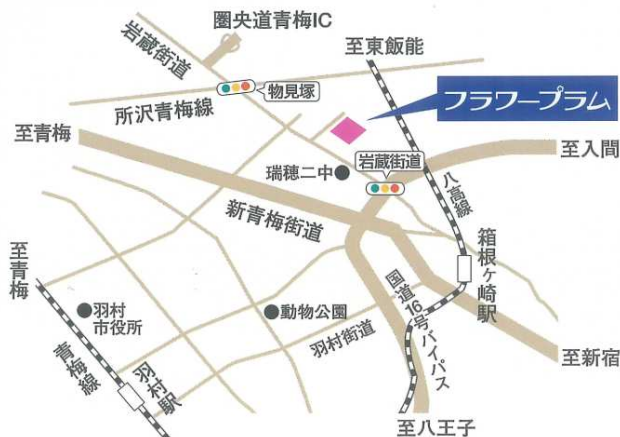 圏央道青梅IC
岩蔵街道
至東飯能
物見塚
所沢青梅線
フラワープラム
至青梅
至入間
岩蔵街道
瑞穂二中
八高線
新青梅街道
至青梅
箱根ヶ崎駅
国道16号バイパス
羽村
市役所
動物公園
羽村街道
青梅線
羽村駅
至新宿
至八王子